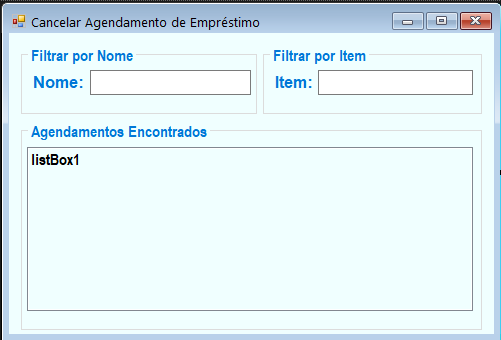 Cancelar Agendamento de Empréstimo
Filtrar por Nome
Filtrar por Item
Nome:
Item:
Agendamentos Encontrados
listBox1